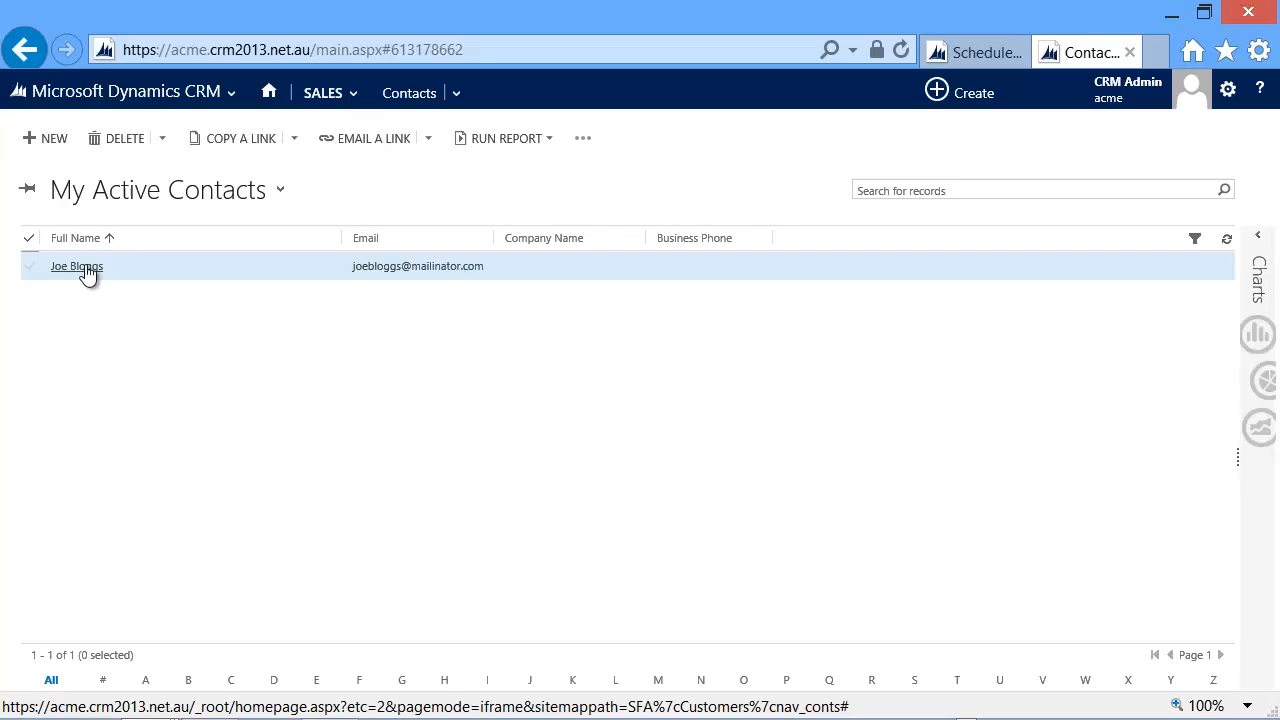 https://acme.crm2013.net.au/main.aspx#613178662
Schedule...
Contac...
Microsoft Dynamics CRM
SALES
Contacts
Create
CRM Admin
acme
?
NEW
DELETE
COPY A LINK
EMAIL A LINK
RUN REPORT
My Active Contacts
Search for records
Full Name
Email
Company Name
Business Phone
Joe Bloggs
joebloggs@mailinator.com
Charts
1 - 1 of 1 (0 selected)
Page 1
All # A B C D E F G H I J K L M N O P Q R S T U V W X Y Z
https://acme.crm2013.net.au/_root/homepage.aspx?etc=2&pagemode=iframe&sitemappath=SFA%7cCustomers%7cnav_conts#
100%